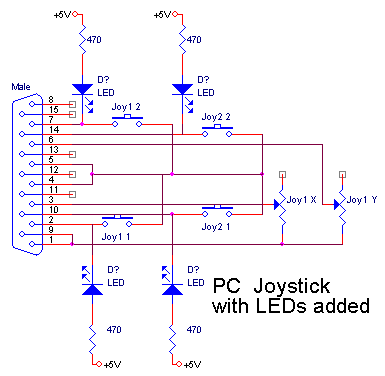 +5V +5V
470 470
Male D? D?
LED LED
8
15
7
14
6
13
5
12
4
11
3
10
2
9
1
Joy1 2
Joy2 2
Joy1 X Joy1 Y
Joy1 1 Joy2 1
D? D?
LED LED
470 470
+5V +5V
PC Joystick
with LEDs added